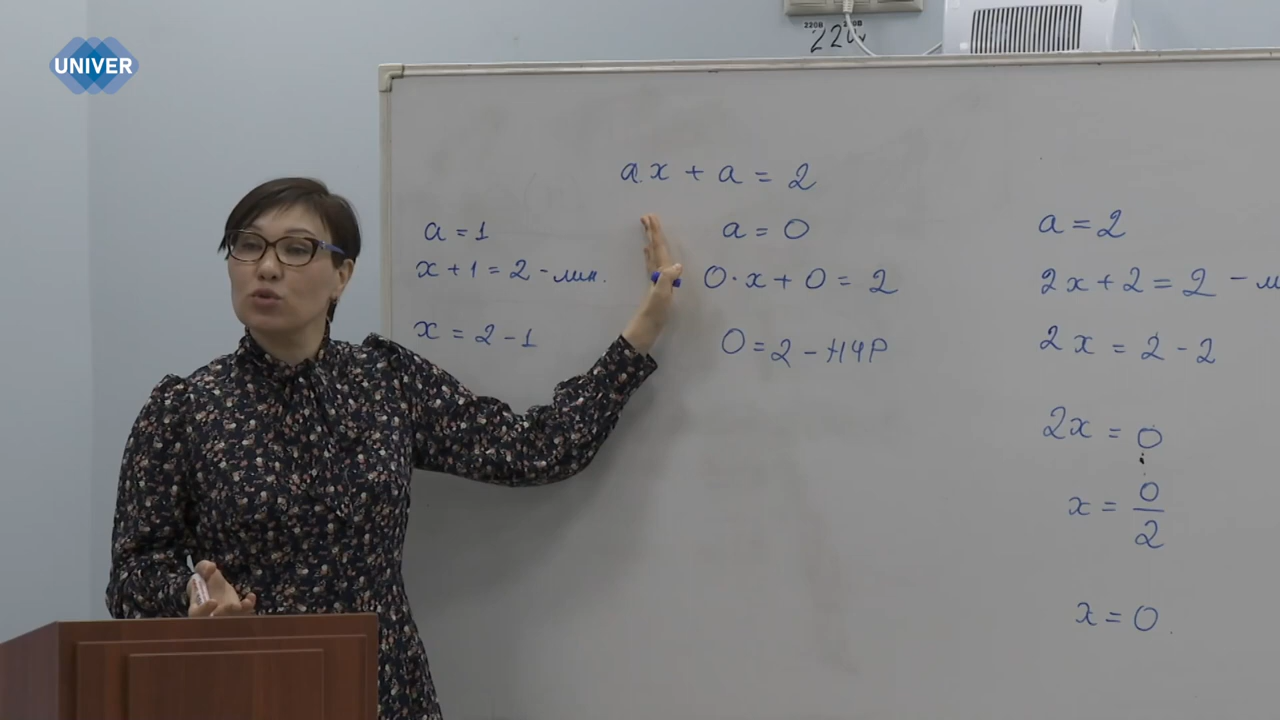 UNIVER
220В 220В
220
a·x + a = 2
a = 1
x + 1 = 2 - лин.
x = 2 - 1
a = 0
0·x + 0 = 2
0 = 2 - НЧР
a = 2
2x + 2 = 2 -
2x = 2 - 2
2x = 0
x = 0/2
x = 0